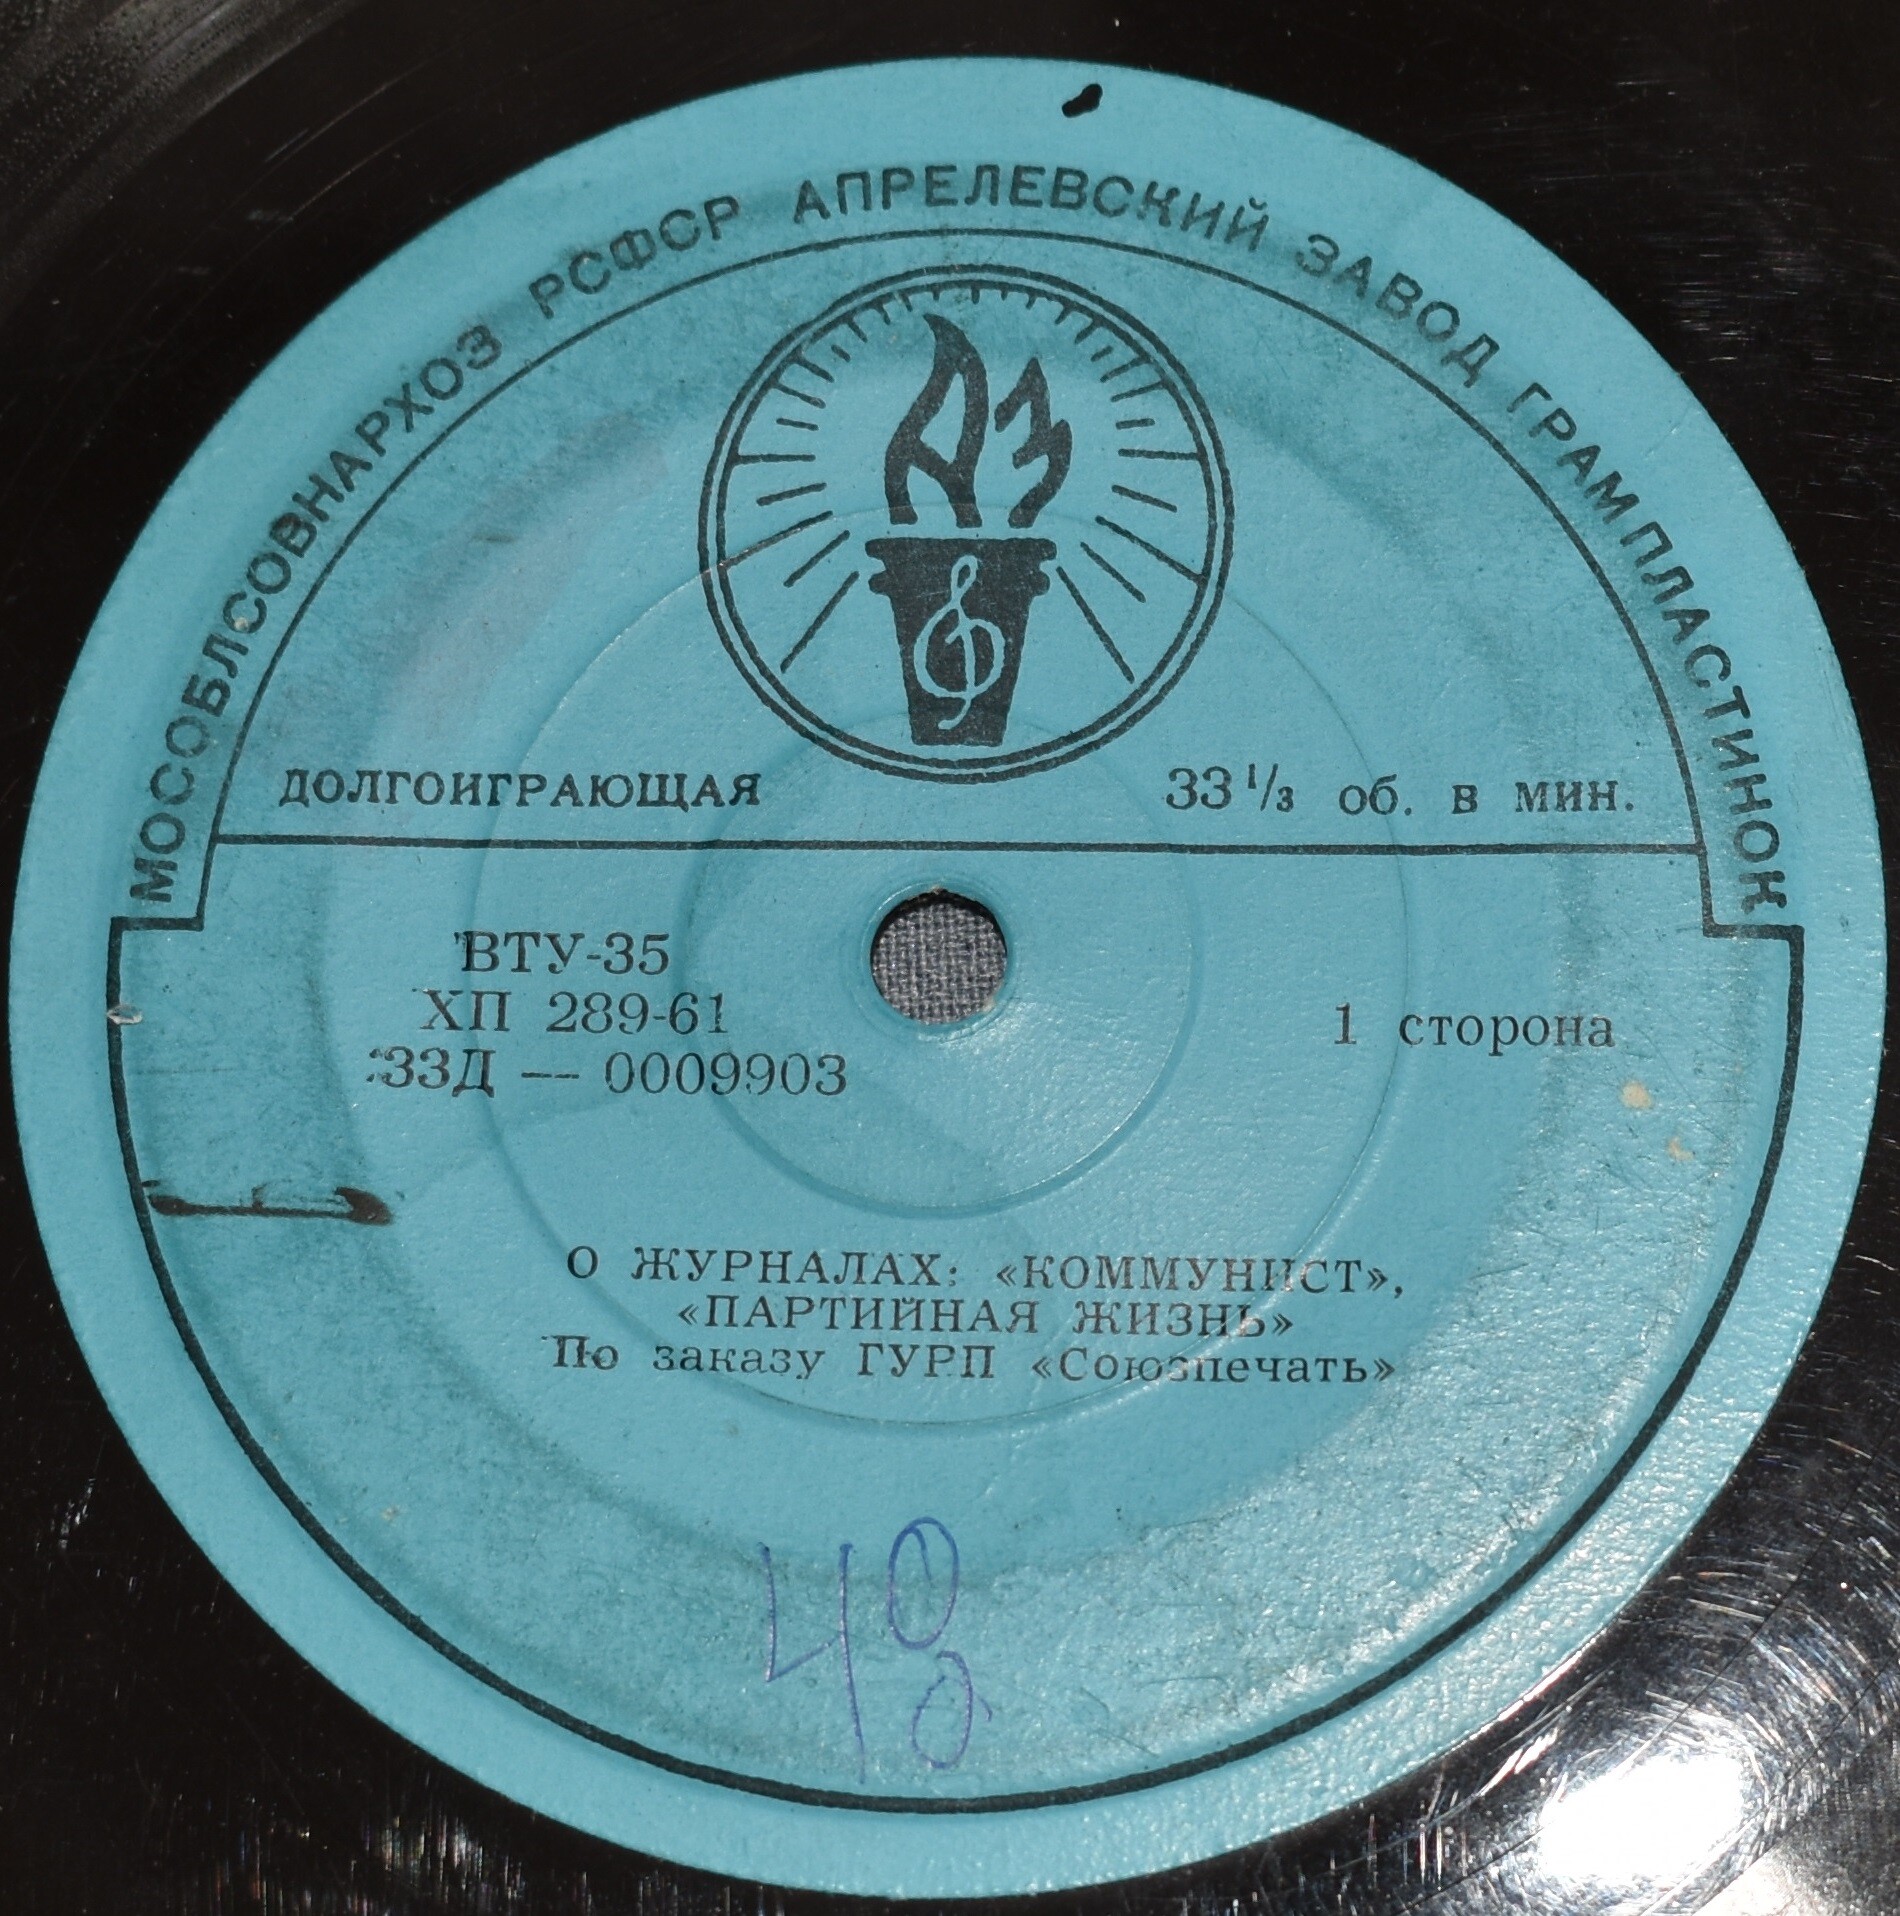 МОСОБЛСОВНАРХОЗ РСФСР АПРЕЛЕВСКИЙ ЗАВОД ГРАМПЛАСТИНОК
АЗ
ДОЛГОИГРАЮЩАЯ 33 1/3 об. в мин.
ВТУ-35
ХП 289-61
33Д — 0009903
1 сторона
О ЖУРНАЛАХ: «КОММУНИСТ»,
«ПАРТИЙНАЯ ЖИЗНЬ»
По заказу ГУРП «Союзпечать»
48